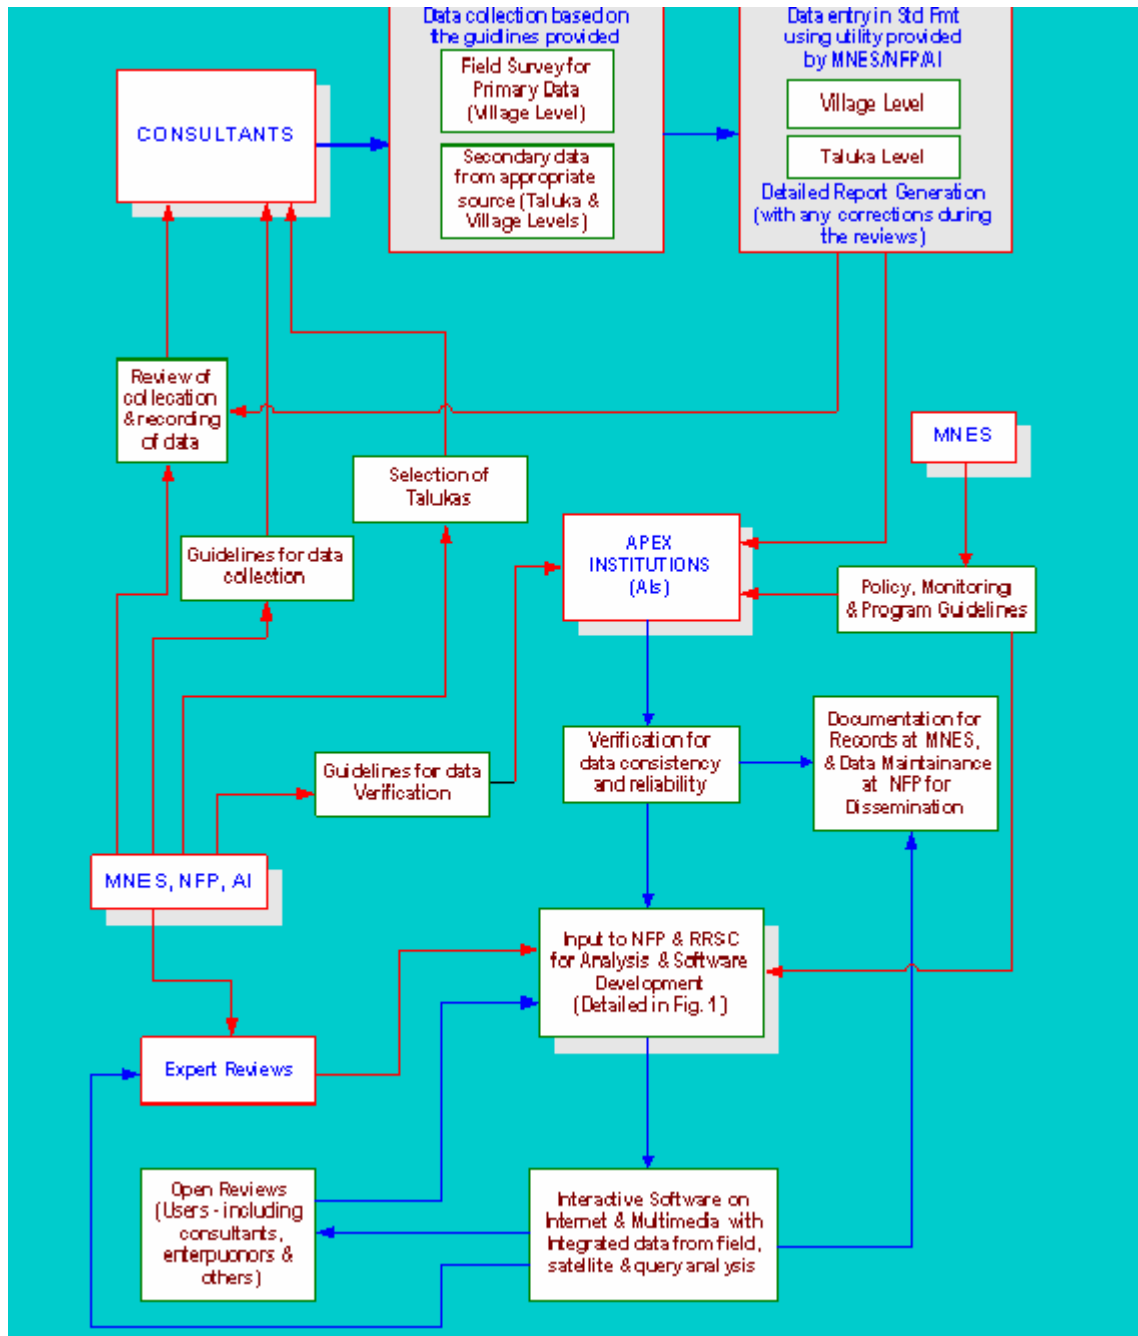 Data collection based on
the guidlines provided
Field Survey for
Primary Data
(Village Level)
Secondary data
from appropriate
source (Taluka &
Village Levels)
Data entry in Std Fmt
using utility provided
by MNES/NFP/AI
Village Level
Taluka Level
Detailed Report Generation
(with any corrections during
the reviews)
CONSULTANTS
Review of
collecation
& recording
of data
Selection of
Talukas
MNES
Guidelines for data
collection
APEX
INSTITUTIONS
(AIs)
Policy, Monitoring
& Program Guidelines
Guidelines for data
Verification
Verification for
data consistency
and reliability
Documentation for
Records at MNES,
& Data Maintainance
at NFP for
Dissemination
MNES, NFP, AI
Input to NFP & RRSC
for Analysis & Software
Development
(Detailed in Fig. 1)
Expert Reviews
Open Reviews
(Users - including
consultants,
enterpuonors &
others)
Interactive Software on
Internet & Multimedia with
Integrated data from field,
satellite & query analysis